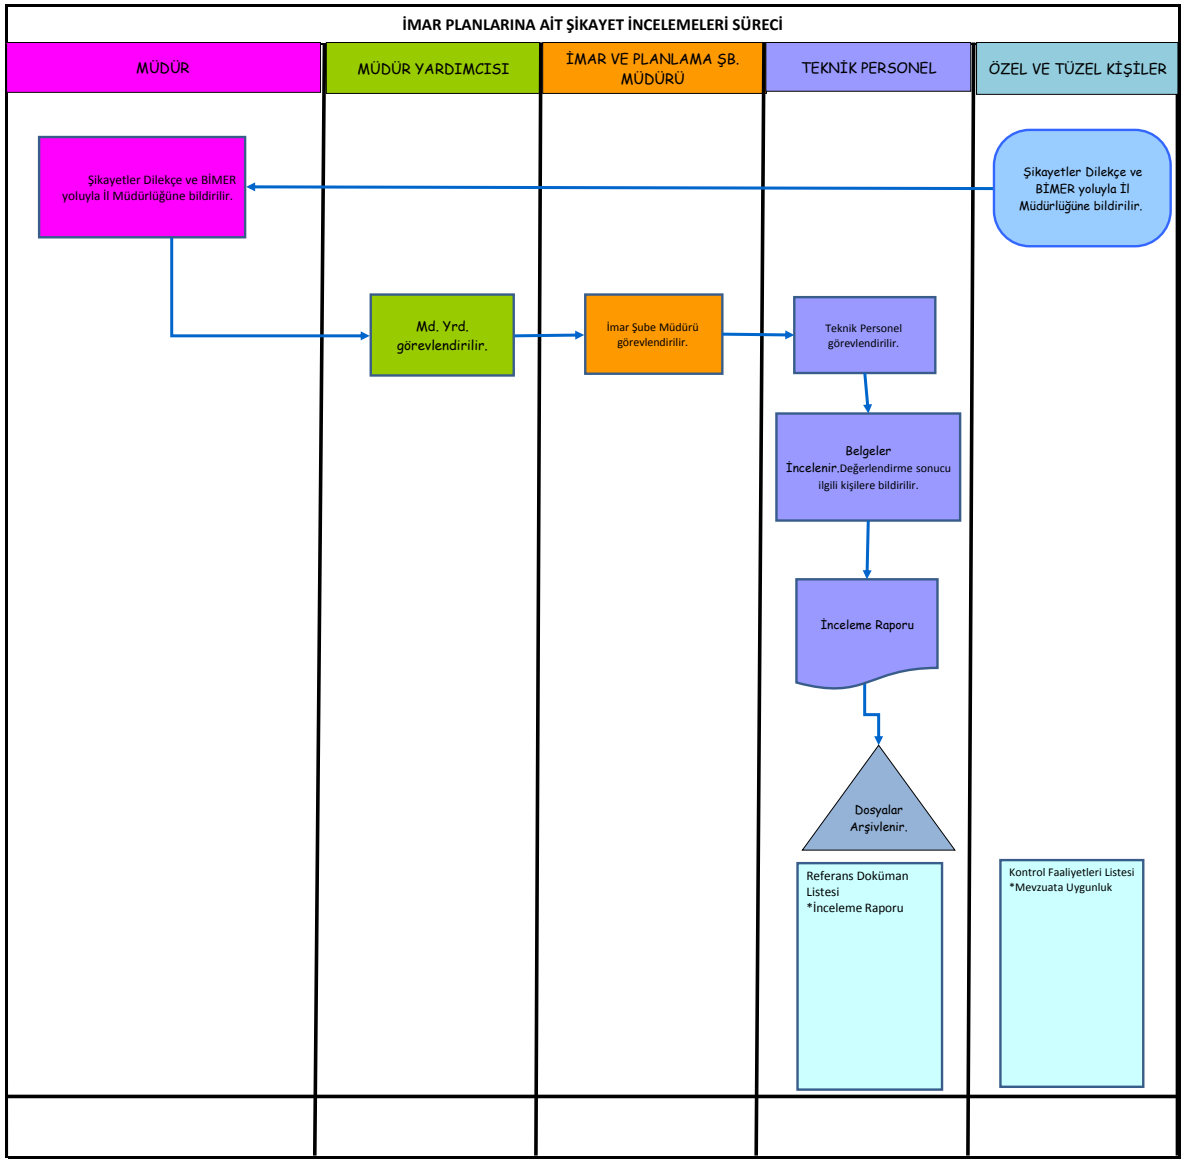 İMAR PLANLARINA AİT ŞİKAYET İNCELEMELERİ SÜRECİ
MÜDÜR
MÜDÜR YARDIMCISI
İMAR VE PLANLAMA ŞB.
MÜDÜRÜ
TEKNİK PERSONEL
ÖZEL VE TÜZEL KİŞİLER
Şikayetler Dilekçe ve BİMER
yoluyla İl Müdürlüğüne bildirilir.
Şikayetler Dilekçe ve
BİMER yoluyla İl
Müdürlüğüne bildirilir.
Md. Yrd.
görevlendirilir.
İmar Şube Müdürü
görevlendirilir.
Teknik Personel
görevlendirilir.
Belgeler
İncelenir.Değerlendirme sonucu
ilgili kişilere bildirilir.
İnceleme Raporu
Dosyalar
Arşivlenir.
Referans Doküman
Listesi
*İnceleme Raporu
Kontrol Faaliyetleri Listesi
*Mevzuata Uygunluk